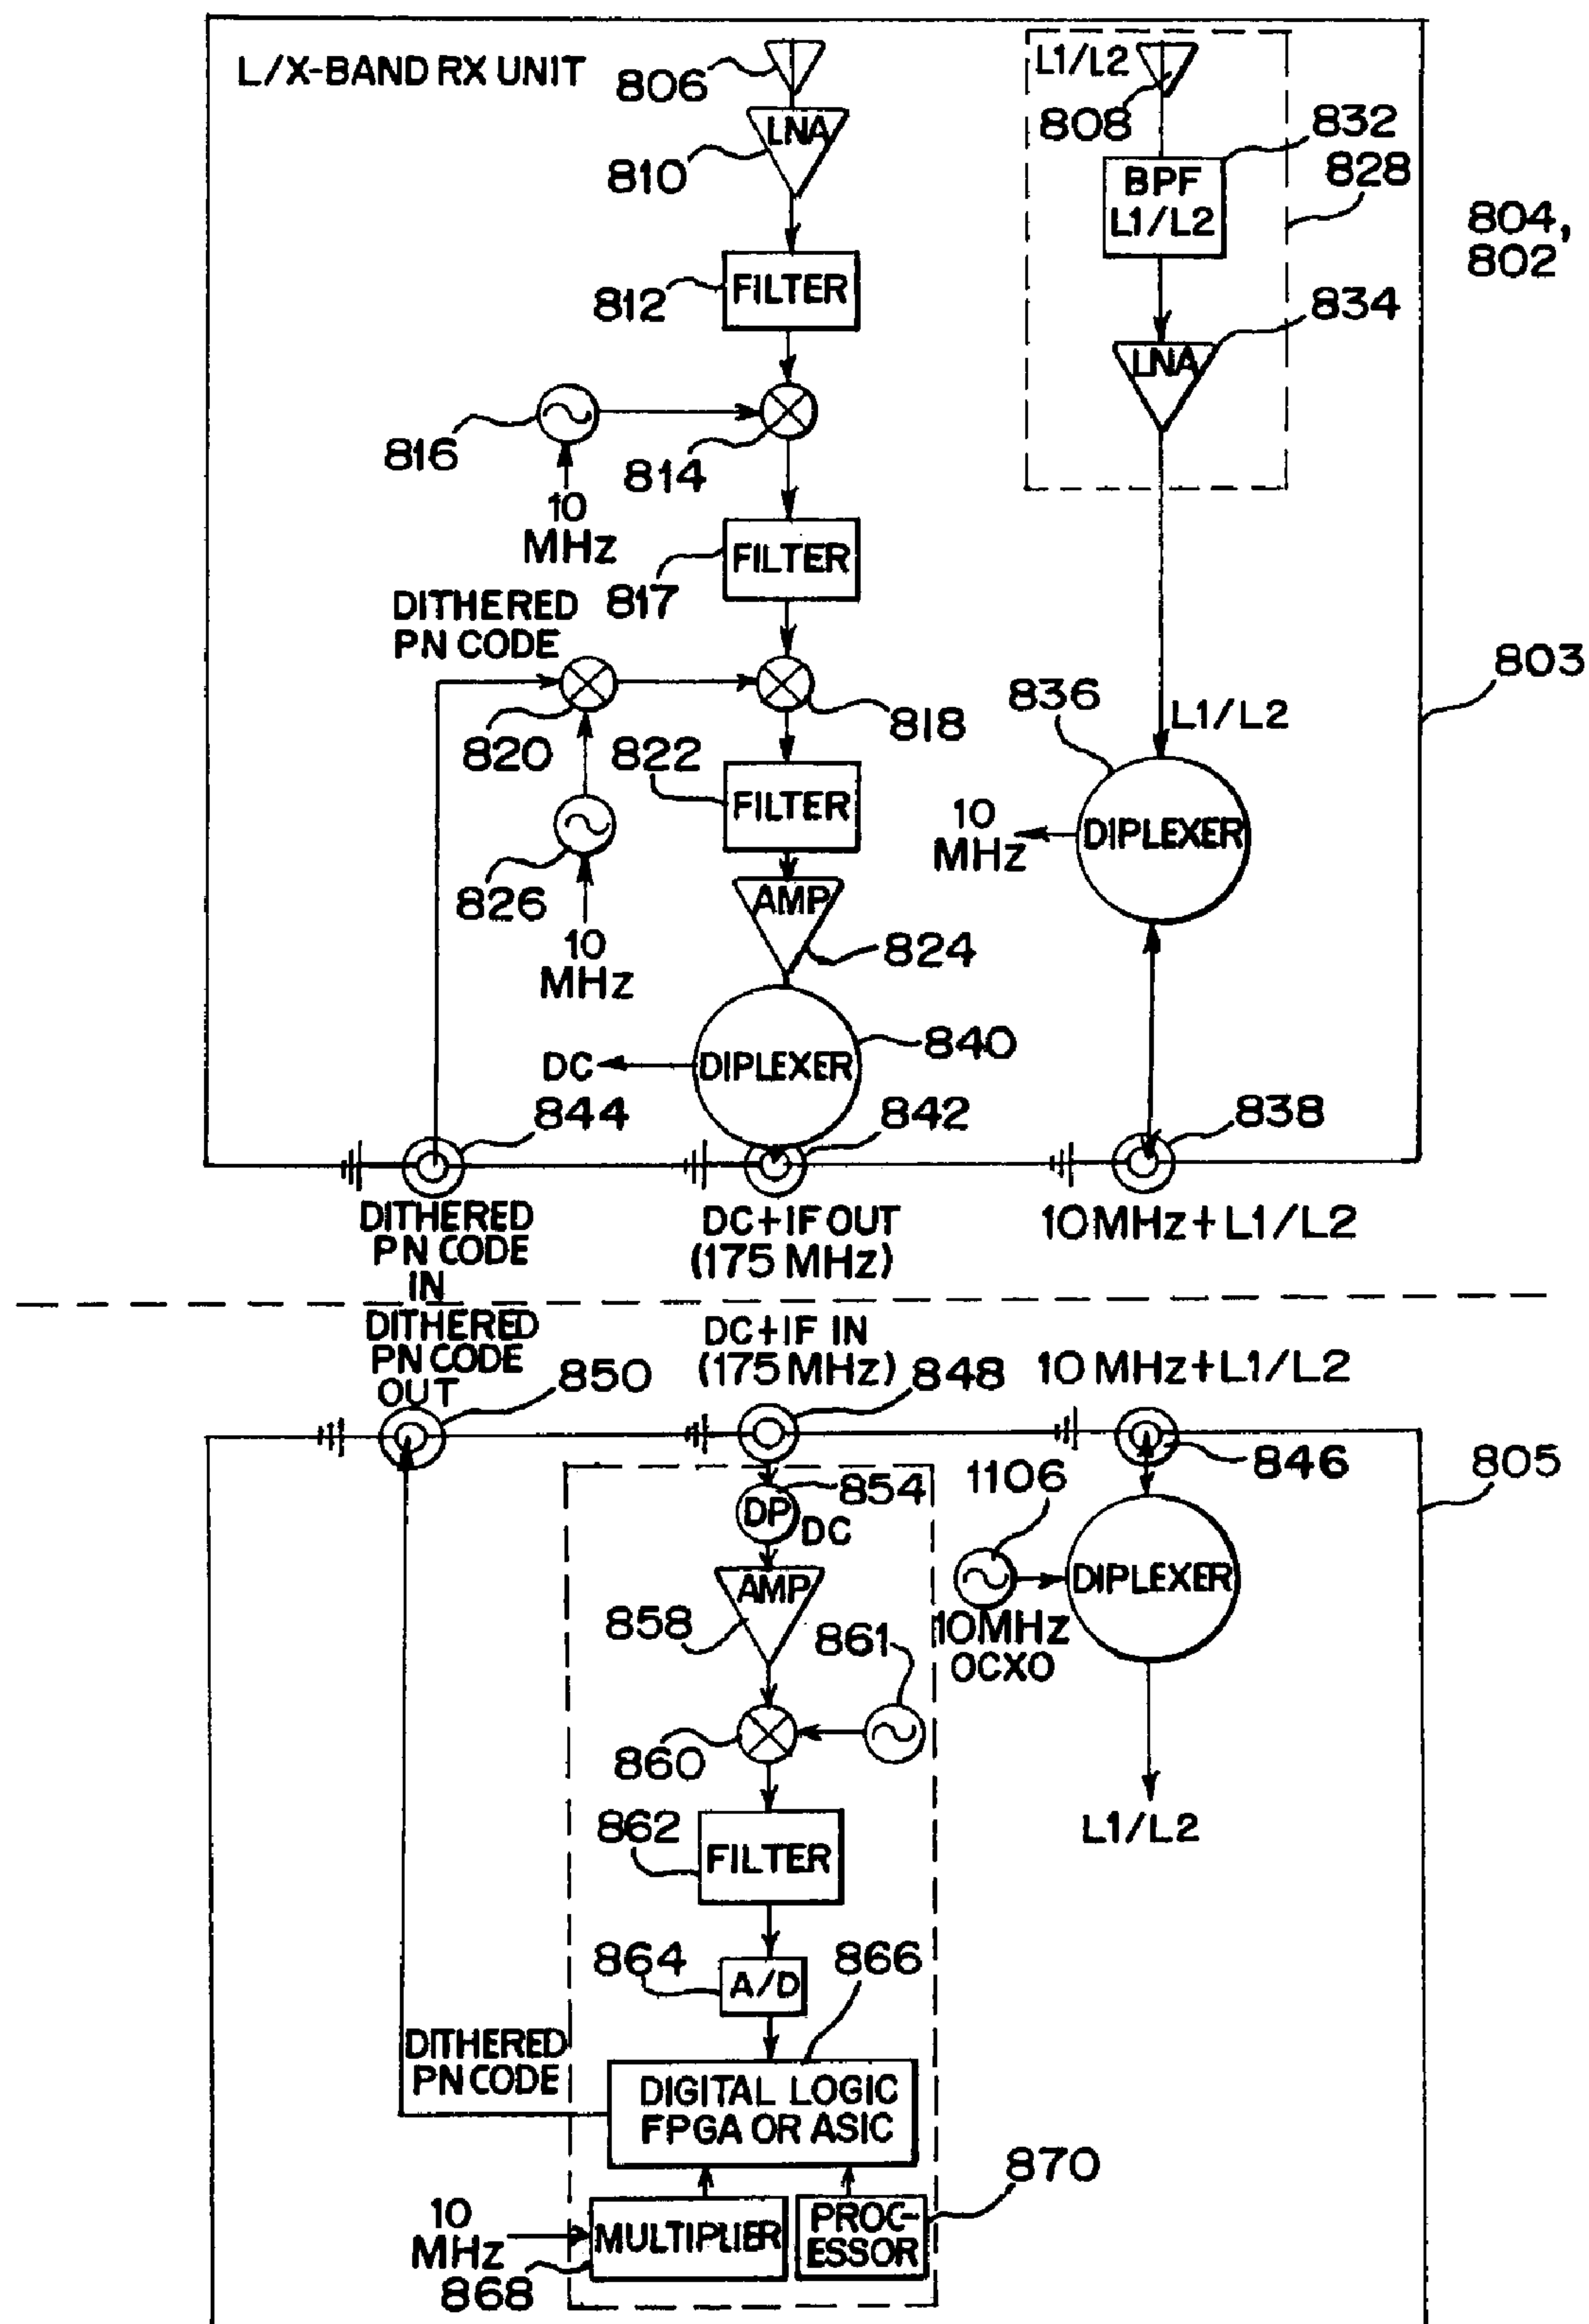 L/X-BAND RX UNIT
806
L1/L2
808
LNA
810
832
BPF
L1/L2
828
804,
802
FILTER
812
834
LNA
816
814
10
MHz
FILTER
817
DITHERED
PN CODE
803
836
818
L1/L2
820
822
FILTER
DIPLEXER
10
MHz
826
AMP
824
10
MHz
840
DC
DIPLEXER
844
842
838
DITHERED
PN CODE
IN
DC+IF OUT
(175 MHz)
10MHz+L1/L2
DITHERED
PN CODE
OUT
DC+IF IN
(175MHz)
10MHz+L1/L2
850
848
846
805
1106
854
DP
DC
AMP
DIPLEXER
858
861
10MHz
OCXO
860
862
FILTER
L1/L2
864
866
A/D
DITHERED
PN CODE
DIGITAL LOGIC
FPGA OR ASIC
870
10
MHz
MULTIPLIER
PROC-
ESSOR
868